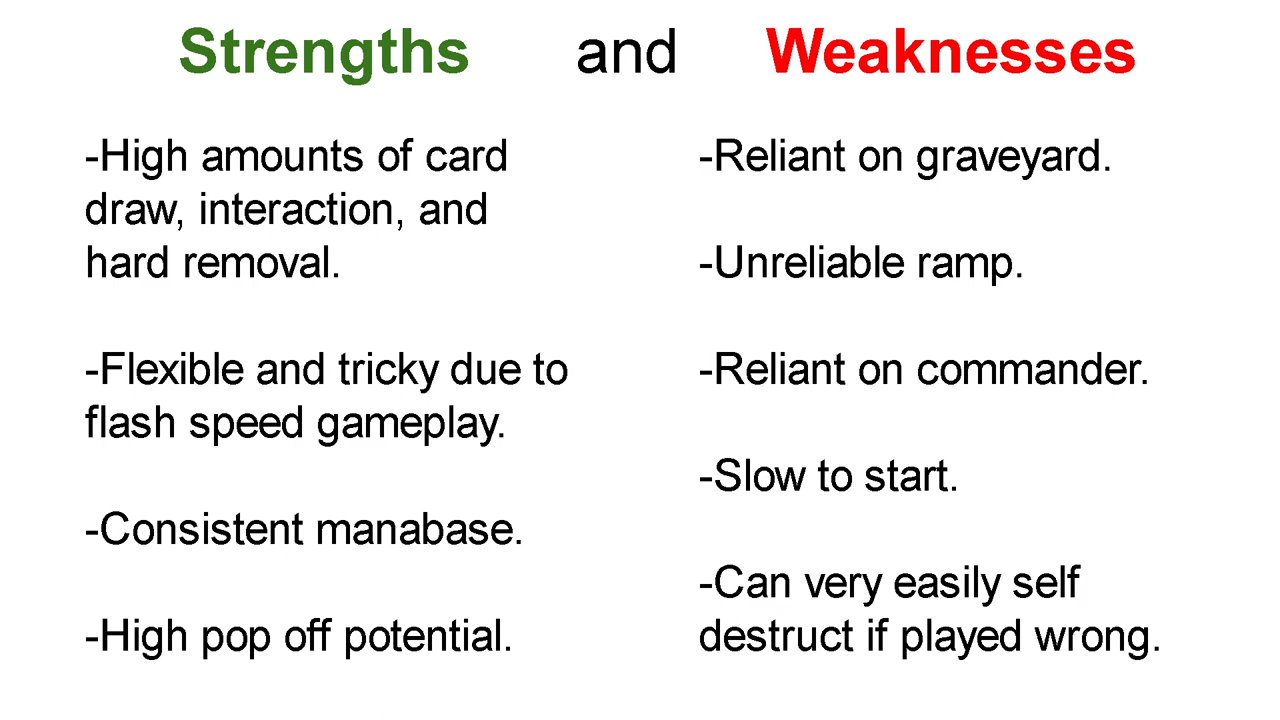 Strengths and Weaknesses
-High amounts of card
draw, interaction, and
hard removal.
-Flexible and tricky due to
flash speed gameplay.
-Consistent manabase.
-High pop off potential.
-Reliant on graveyard.
-Unreliable ramp.
-Reliant on commander.
-Slow to start.
-Can very easily self
destruct if played wrong.